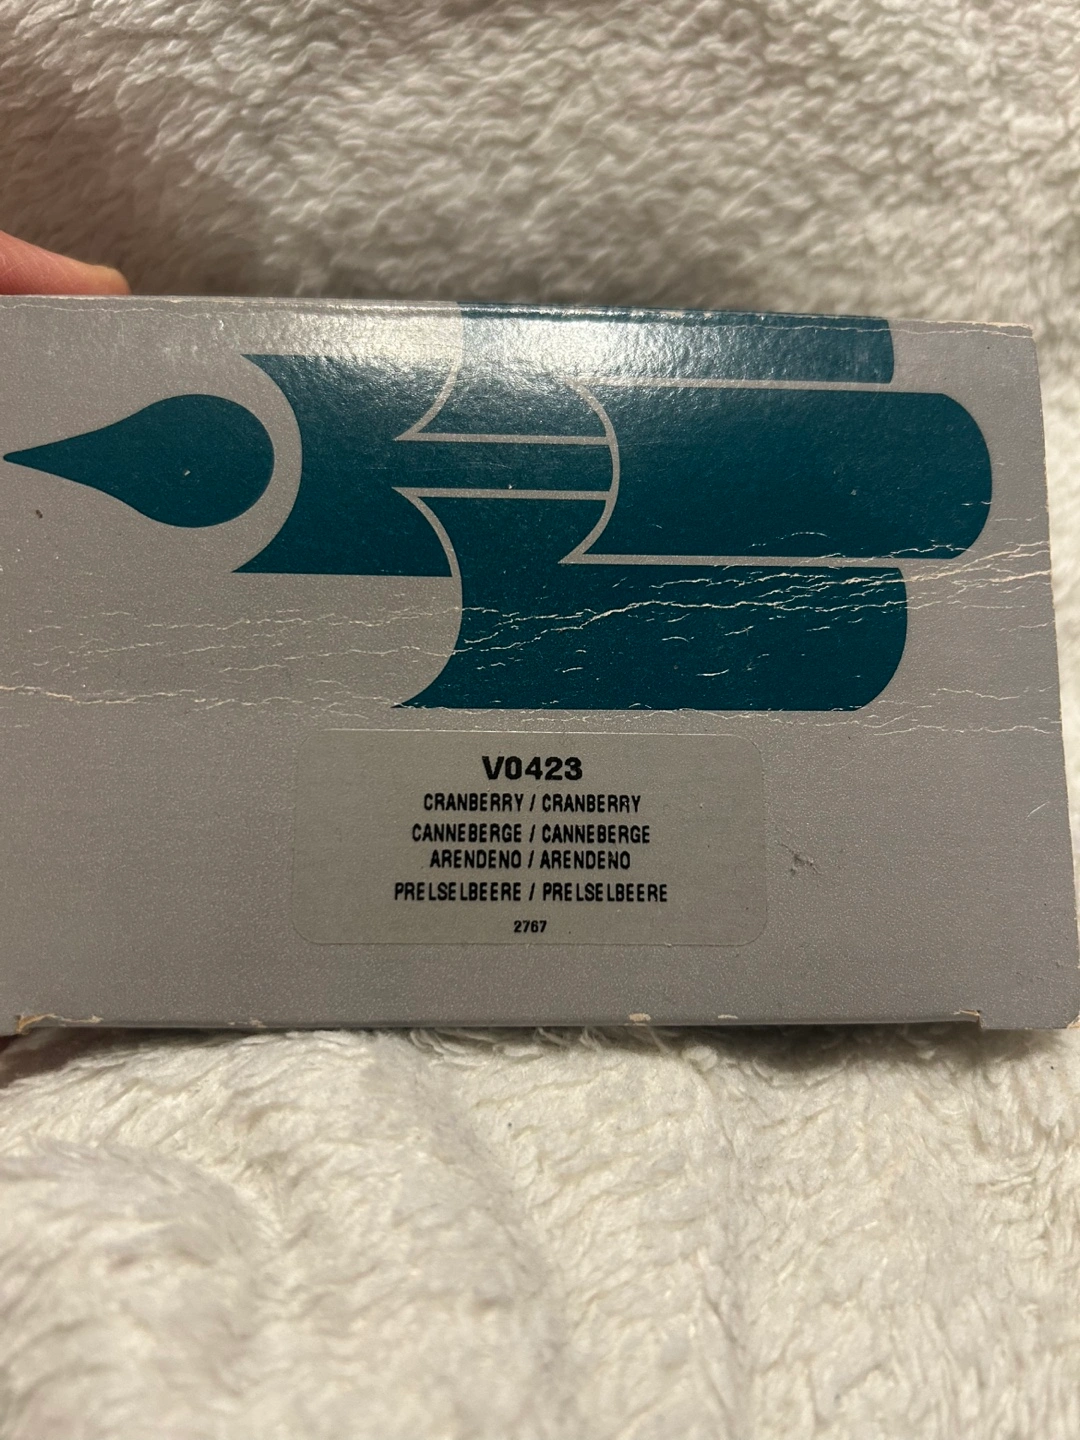 V0423
CRANBERRY / CRANBERRY
CANNEBERGE / CANNEBERGE
ARENDENO / ARENDENO
PRELSELBEERE / PRELSELBEERE
2767